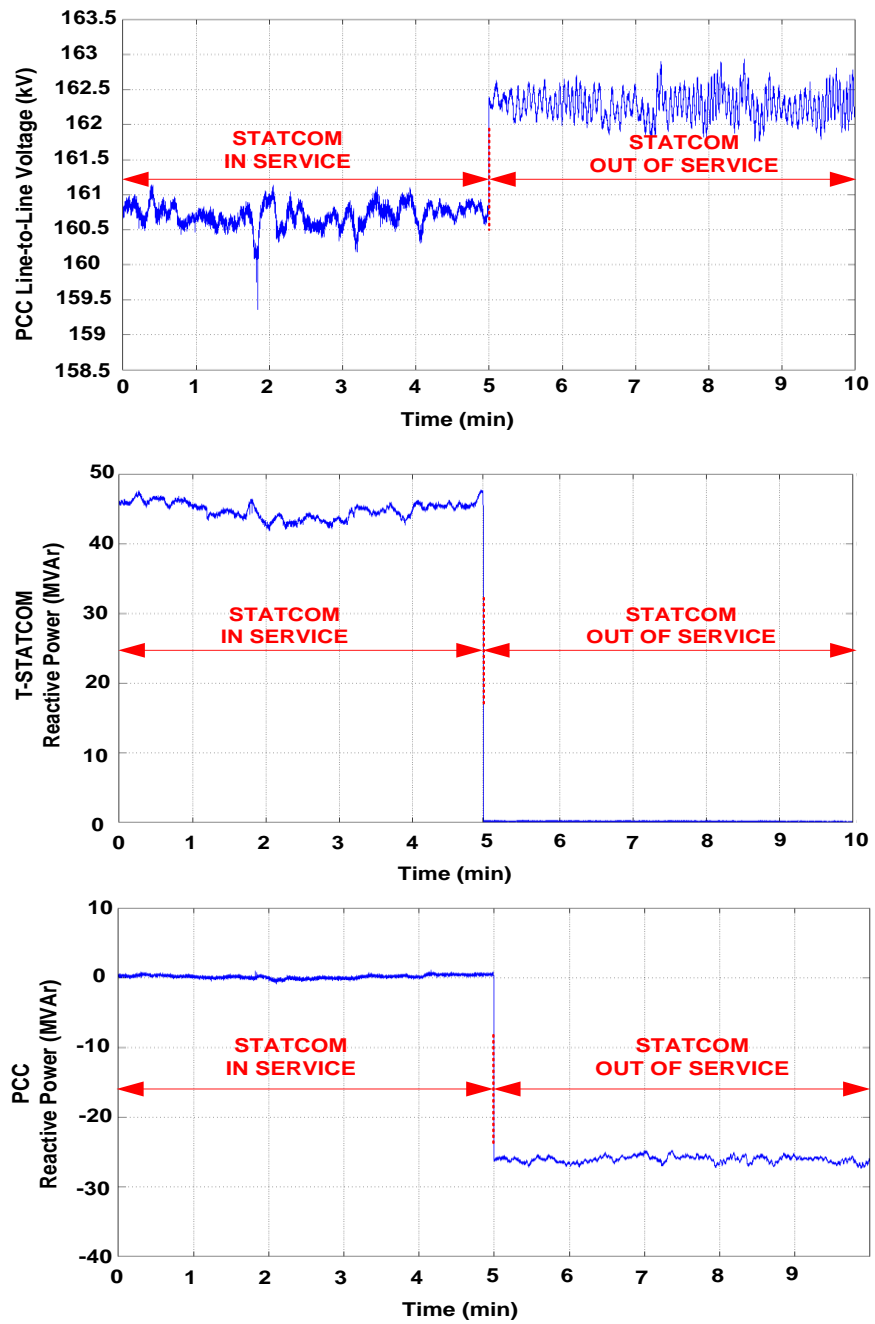 163.5
163
162.5
162
161.5
161
160.5
160
159.5
159
158.5
PCC Line-to-Line Voltage (kV)
STATCOM
IN SERVICE
STATCOM
OUT OF SERVICE
0 1 2 3 4 5 6 7 8 9 10
Time (min)
50
40
30
20
10
0
T-STATCOM
Reactive Power (MVAr)
STATCOM
IN SERVICE
STATCOM
OUT OF SERVICE
0 1 2 3 4 5 6 7 8 9 10
Time (min)
10
0
-10
-20
-30
-40
PCC
Reactive Power (MVAr)
STATCOM
IN SERVICE
STATCOM
OUT OF SERVICE
0 1 2 3 4 5 6 7 8 9
Time (min)